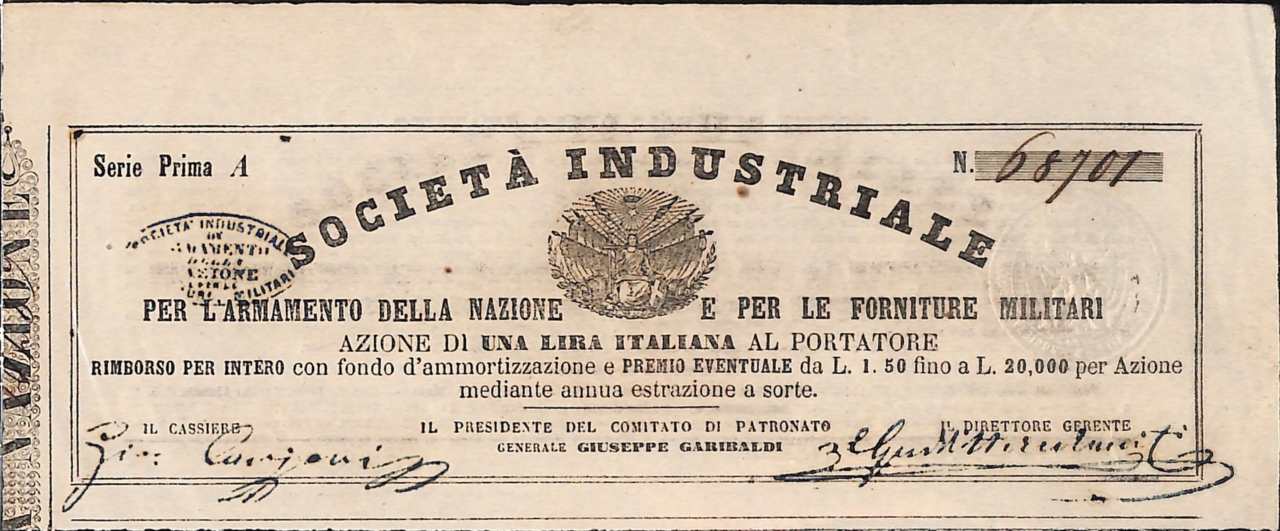 Serie Prima A
N. 68701
SOCIETÀ INDUSTRIALE
PER L'ARMAMENTO DELLA NAZIONE E PER LE FORNITURE MILITARI
AZIONE DI UNA LIRA ITALIANA AL PORTATORE
RIMBORSO PER INTERO con fondo d'ammortizzazione e PREMIO EVENTUALE da L. 1. 50 fino a L. 20,000 per Azione
mediante annua estrazione a sorte.
IL CASSIERE
IL PRESIDENTE DEL COMITATO DI PATRONATO
GENERALE GIUSEPPE GARIBALDI
IL DIRETTORE GERENTE